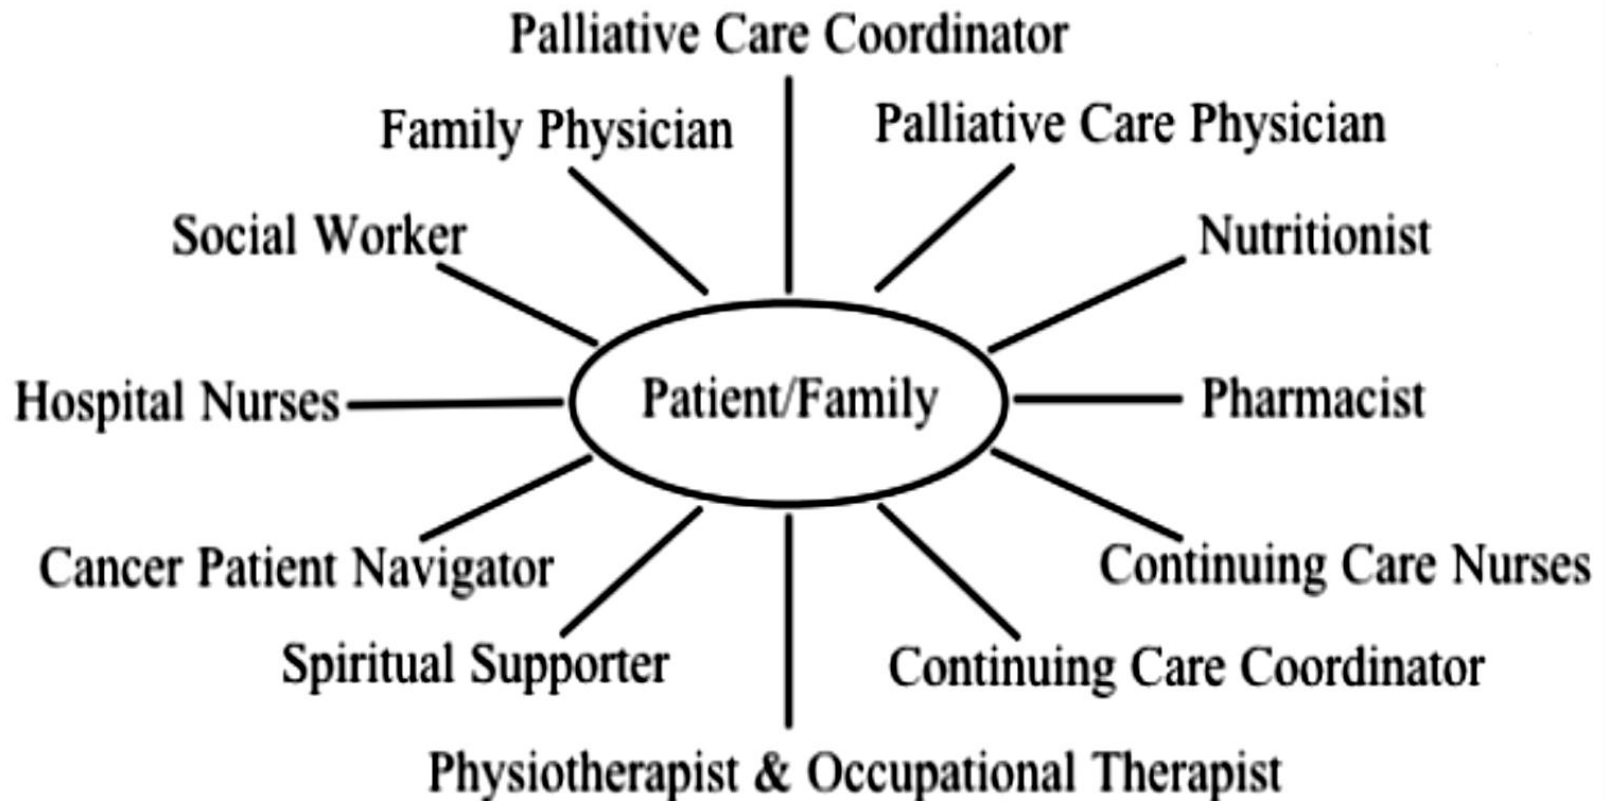 Palliative Care Coordinator
Family Physician
Palliative Care Physician
Social Worker
Nutritionist
Hospital Nurses
Patient/Family
Pharmacist
Cancer Patient Navigator
Continuing Care Nurses
Spiritual Supporter
Continuing Care Coordinator
Physiotherapist & Occupational Therapist